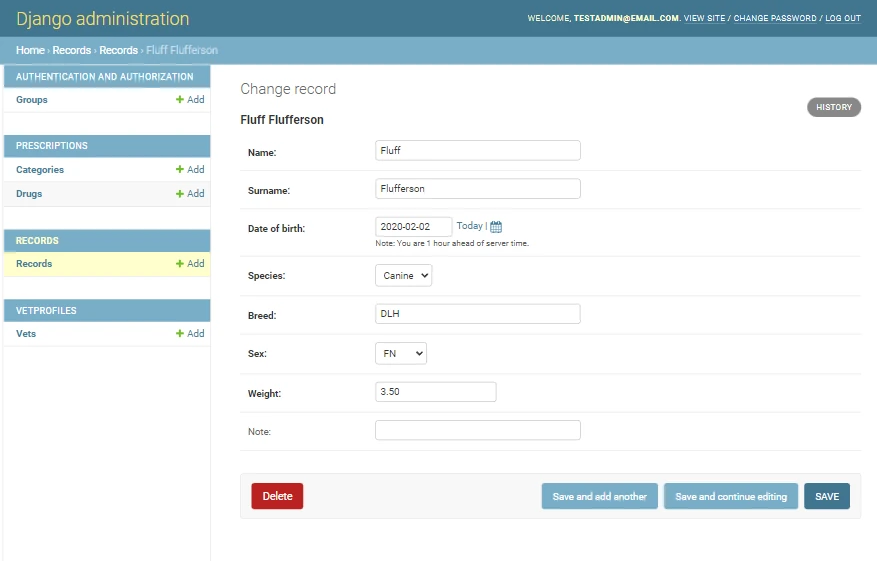 Django administration
WELCOME, TESTADMIN@EMAIL.COM. VIEW SITE / CHANGE PASSWORD / LOG OUT
Home › Records › Records › Fluff Flufferson
AUTHENTICATION AND AUTHORIZATION
Groups + Add
PRESCRIPTIONS
Categories + Add
Drugs + Add
RECORDS
Records + Add
VETPROFILES
Vets + Add
Change record
HISTORY
Fluff Flufferson
Name: Fluff
Surname: Flufferson
Date of birth: 2020-02-02 Today |
Note: You are 1 hour ahead of server time.
Species: Canine
Breed: DLH
Sex: FN
Weight: 3.50
Note:
Delete Save and add another Save and continue editing SAVE